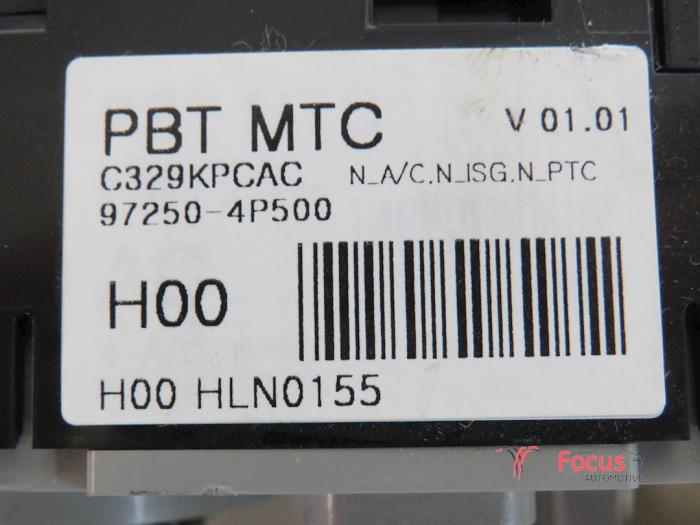 PBT MTC V 01.01
C329KPCAC N_A/C,N_ISG,N_PTC
97250-4P500
H00
H00 HLN0155
Focus
AUTOMOTIVE